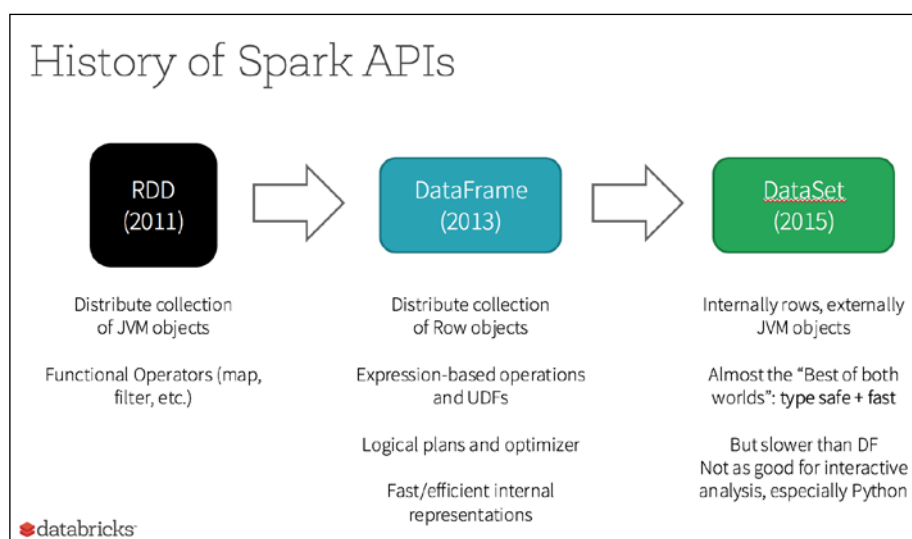 History of Spark APIs
RDD
(2011)
DataFrame
(2013)
DataSet
(2015)
Distribute collection
of JVM objects
Functional Operators (map,
filter, etc.)
Distribute collection
of Row objects
Expression-based operations
and UDFs
Logical plans and optimizer
Fast/efficient internal
representations
Internally rows, externally
JVM objects
Almost the “Best of both
worlds”: type safe + fast
But slower than DF
Not as good for interactive
analysis, especially Python
databricks